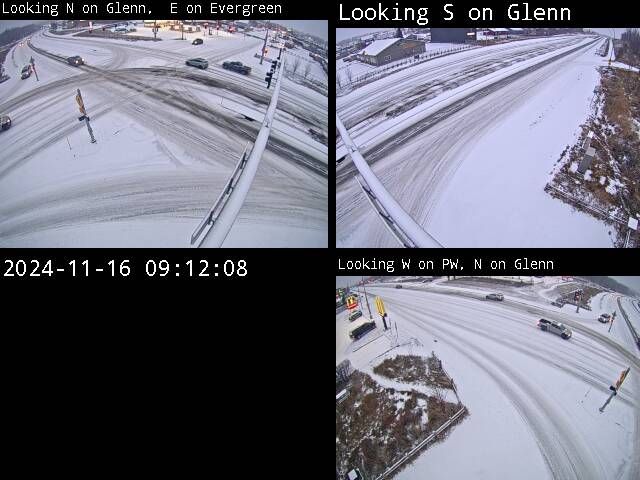 Looking N on Glenn,  E on Evergreen
Looking S on Glenn
2024-11-16 09:12:08
Looking W on PW, N on Glenn